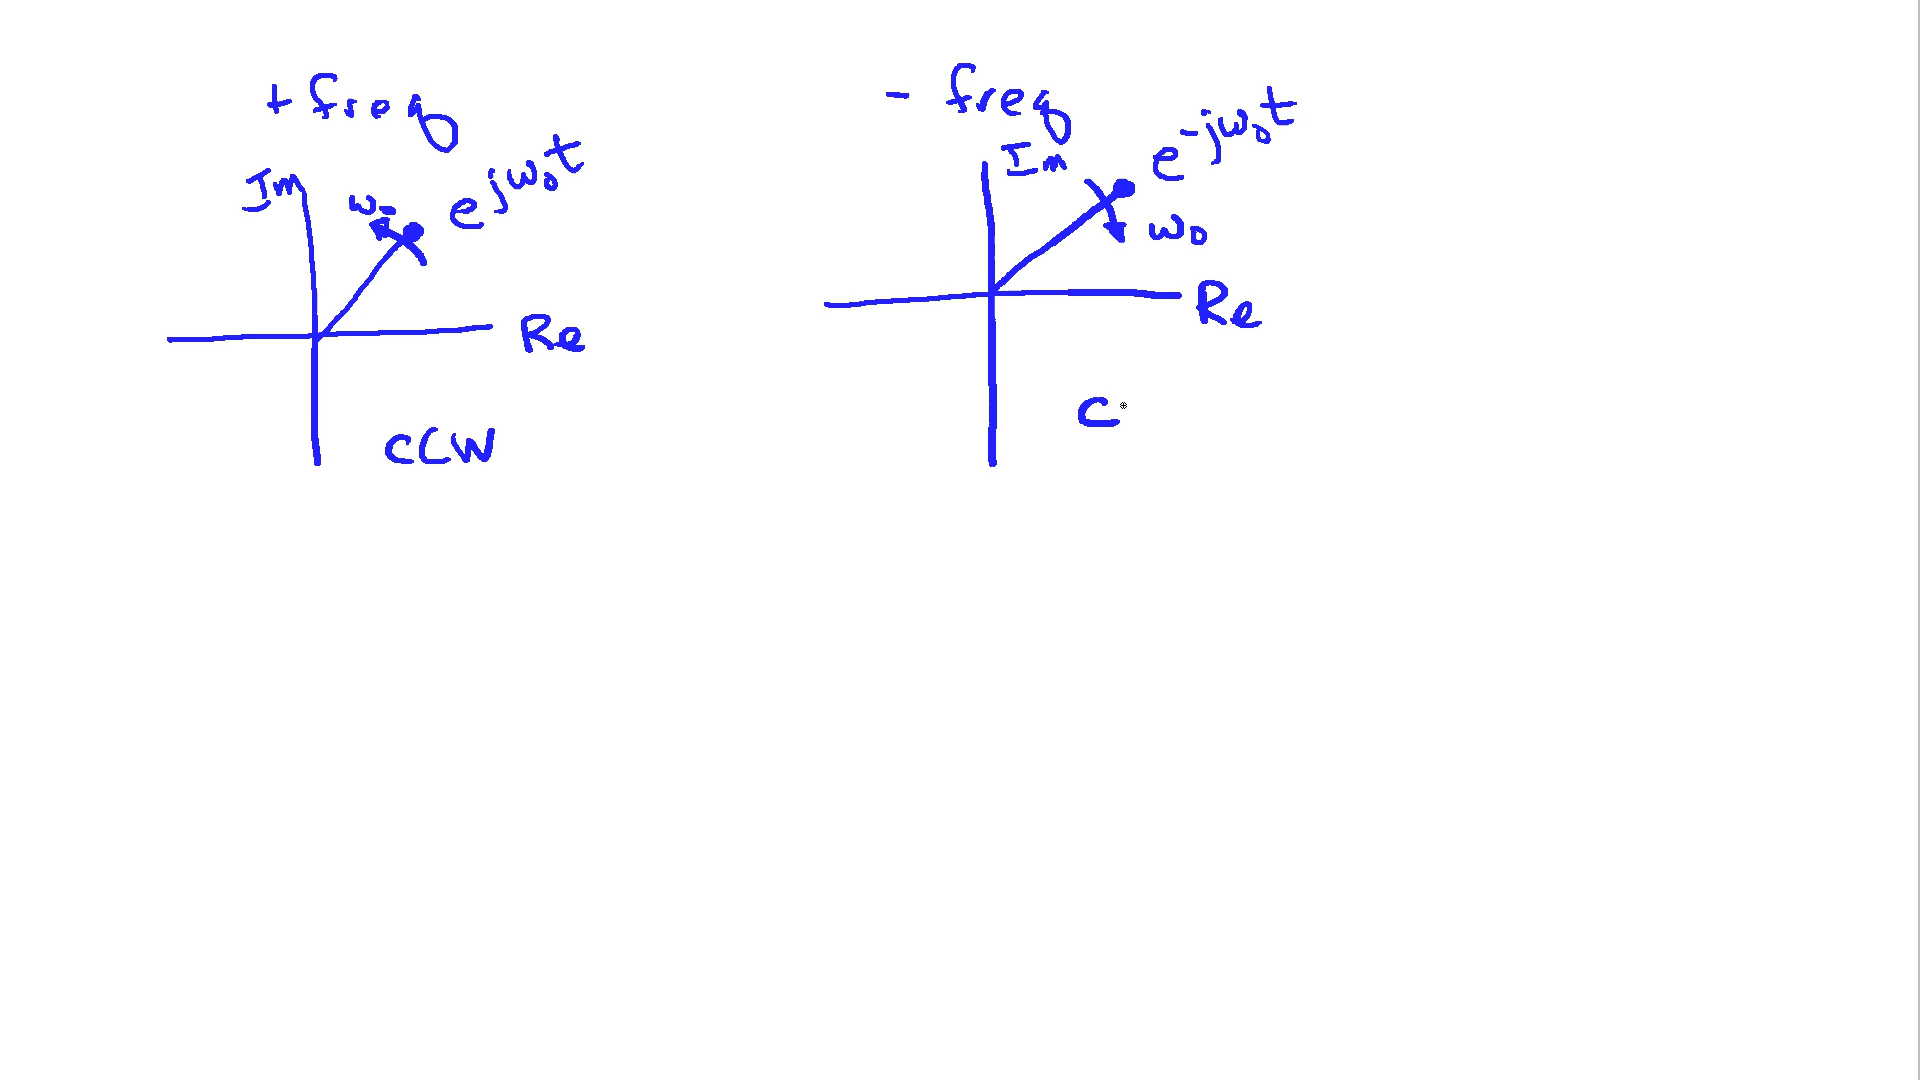 + freq
Im
ω₀
e^{jω₀t}
Re
CCW
- freq
Im
e^{-jω₀t}
ω₀
Re
C